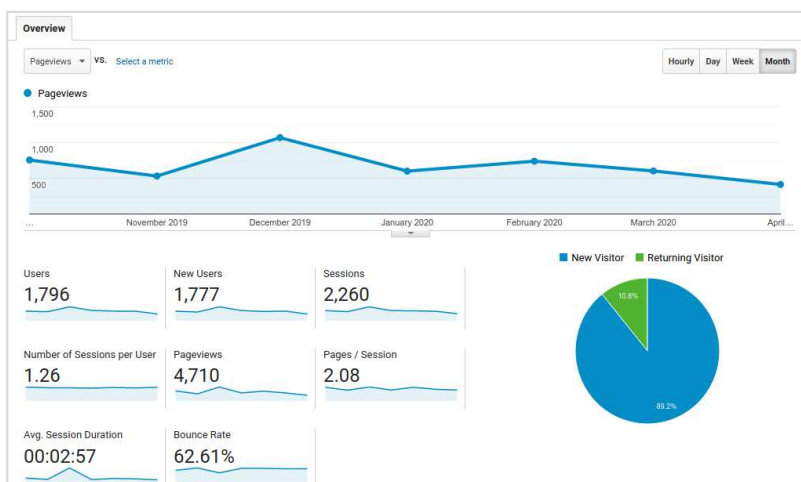 Overview
Pageviews VS. Select a metric
Hourly Day Week Month
Pageviews
1,500
1,000
500
... November 2019 December 2019 January 2020 February 2020 March 2020 April...
New Visitor Returning Visitor
Users New Users Sessions
1,796 1,777 2,260
10.8%
Number of Sessions per User Pageviews Pages / Session
1.26 4,710 2.08
89.2%
Avg. Session Duration Bounce Rate
00:02:57 62.61%